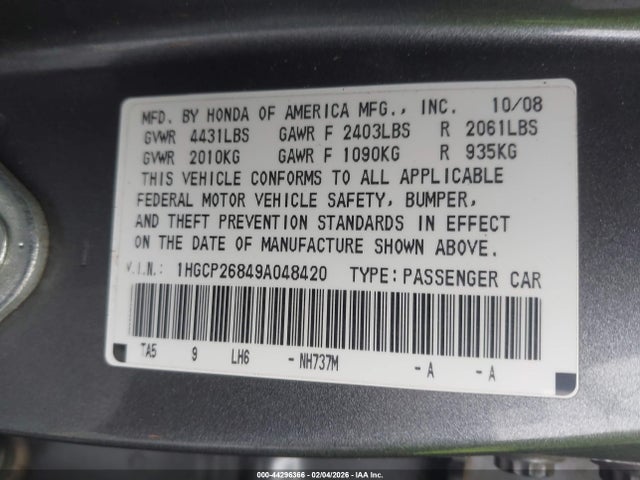 MFD. BY HONDA OF AMERICA MFG., INC. 10/08
GVWR 4431LBS GAWR F 2403LBS R 2061LBS
GVWR 2010KG GAWR F 1090KG R 935KG
THIS VEHICLE CONFORMS TO ALL APPLICABLE
FEDERAL MOTOR VEHICLE SAFETY, BUMPER,
AND THEFT PREVENTION STANDARDS IN EFFECT
ON THE DATE OF MANUFACTURE SHOWN ABOVE.
V.I.N.: 1HGCP26849A048420 TYPE: PASSENGER CAR
TA5 9 LH6 - NH737M - A - A
000-44296366 - 02/04/2026 - IAA Inc.